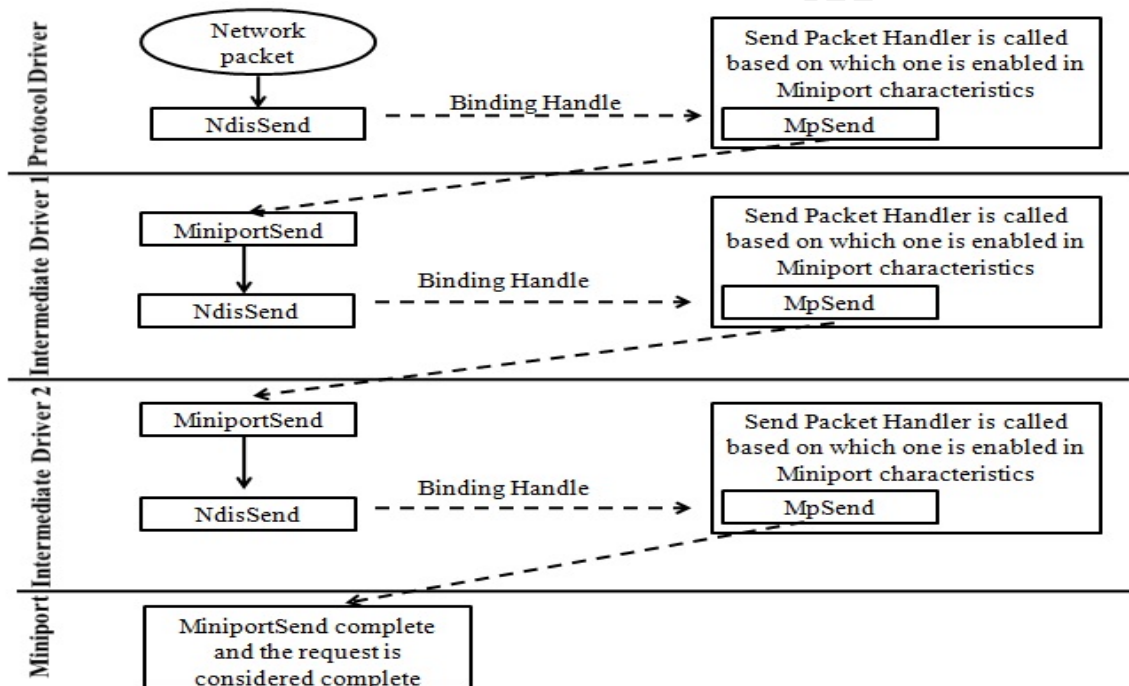 Protocol Driver
Network
packet
NdisSend
Binding Handle
Send Packet Handler is called
based on which one is enabled in
Miniport characteristics
MpSend
Intermediate Driver 1
MiniportSend
NdisSend
Binding Handle
Send Packet Handler is called
based on which one is enabled in
Miniport characteristics
MpSend
Intermediate Driver 2
MiniportSend
NdisSend
Binding Handle
Send Packet Handler is called
based on which one is enabled in
Miniport characteristics
MpSend
Miniport
MiniportSend complete
and the request is
considered complete